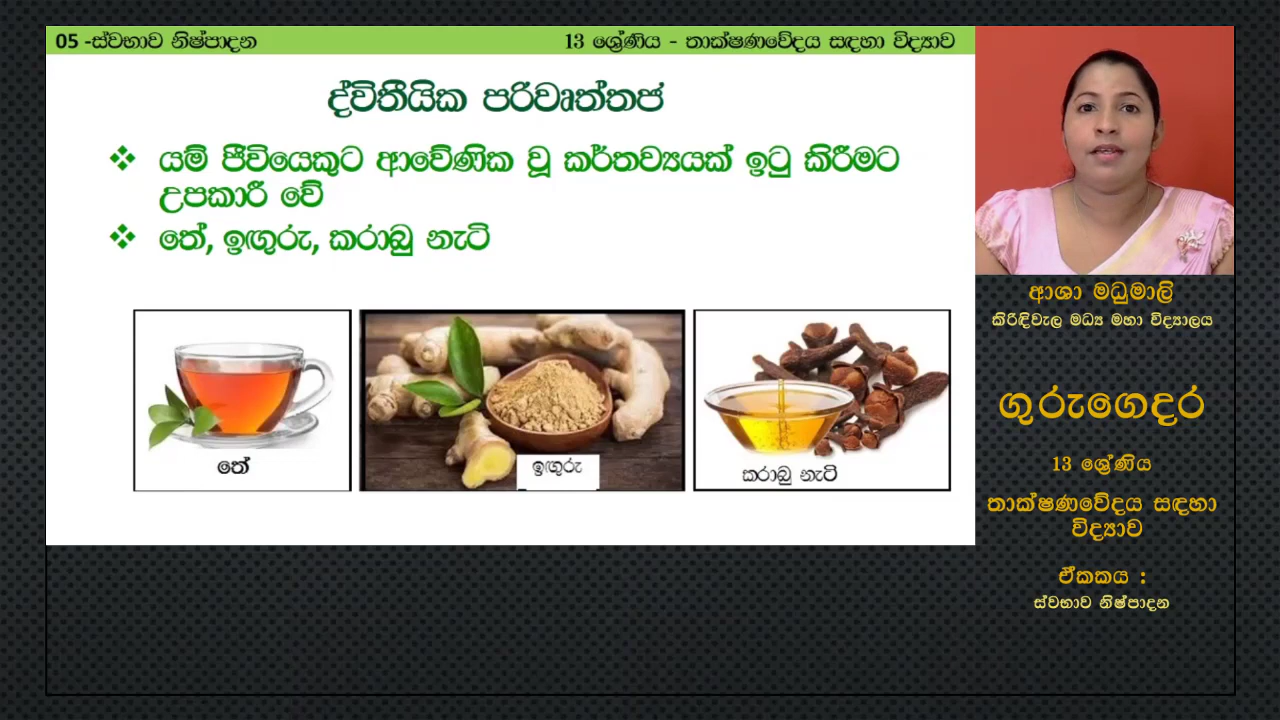 05 -ස්වභාව නිෂ්පාදන
13 ශ්‍රේණිය - තාක්ෂණවේදය සඳහා විද්‍යාව
ද්විතීයික පරිවෘත්තජ
❖ යම් ජීවියෙකුට ආවේණික වූ කර්තව්‍යයක් ඉටු කිරීමට
උපකාරී වේ
❖ තේ, ඉඟුරු, කරාබු නැටි
තේ
ඉඟුරු
කරාබු නැටි
ආශා මධුමාලි
කිරිඳිවැල මධ්‍ය මහා විද්‍යාලය
ගුරුගෙදර
13 ශ්‍රේණිය
තාක්ෂණවේදය සඳහා
විද්‍යාව
ඒකකය :
ස්වභාව නිෂ්පාදන